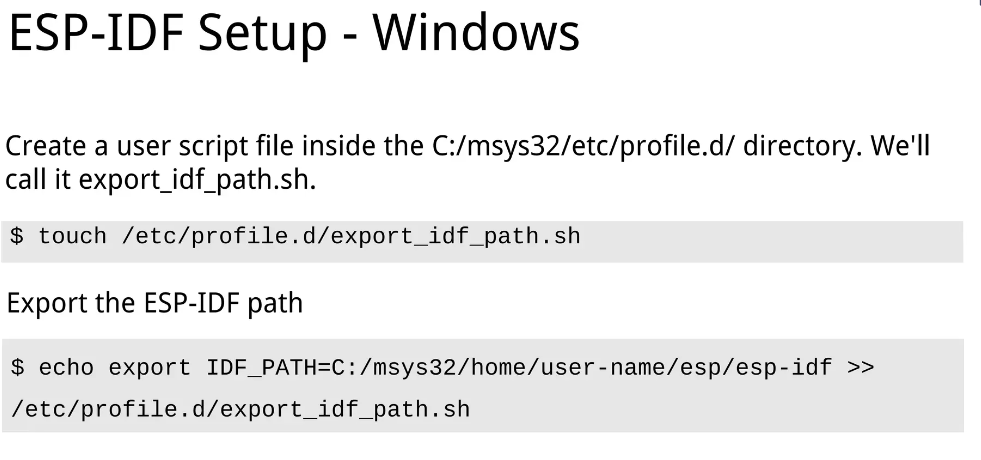 ESP-IDF Setup - Windows
Create a user script file inside the C:/msys32/etc/profile.d/ directory. We'll
call it export_idf_path.sh.
$ touch /etc/profile.d/export_idf_path.sh
Export the ESP-IDF path
$ echo export IDF_PATH=C:/msys32/home/user-name/esp/esp-idf >>
/etc/profile.d/export_idf_path.sh